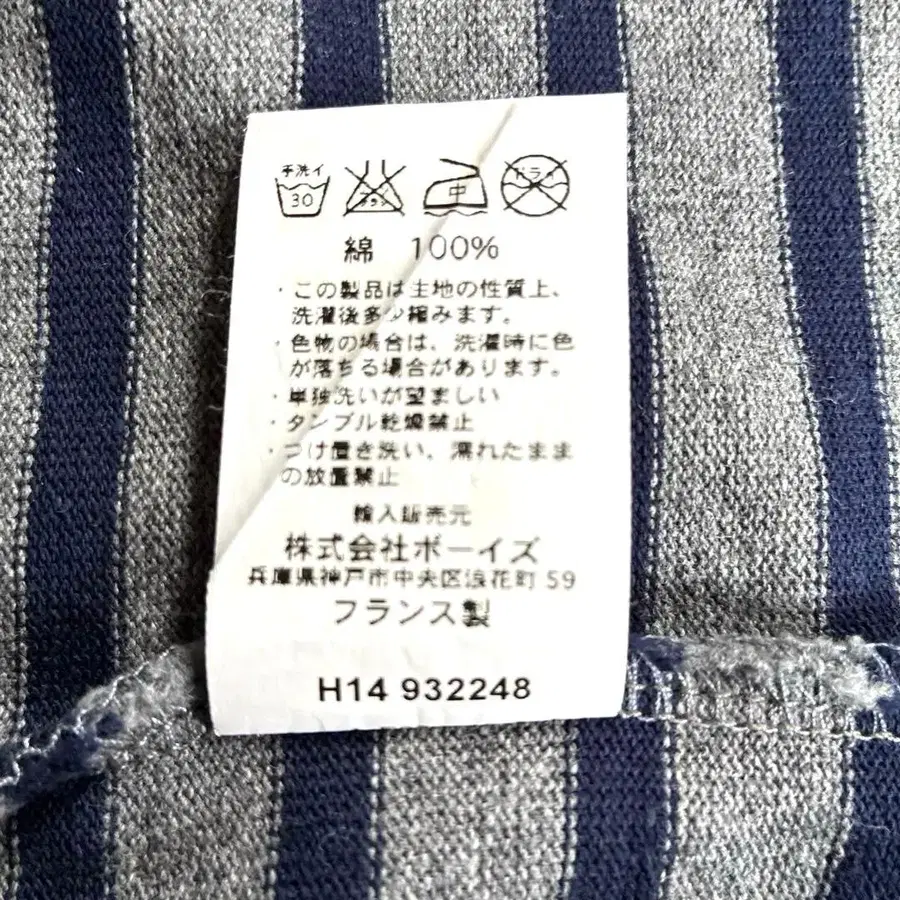 手洗イ
30
中
ドライ
綿 100%
・この製品は生地の性質上、
洗濯後多少縮みます。
・色物の場合は、洗濯時に色
が落ちる場合があります。
・単独洗いが望ましい
・タンブル乾燥禁止
・つけ置き洗い、濡れたまま
の放置禁止
輸入販売元
株式会社ボーイズ
兵庫県神戸市中央区浪花町 59
フランス製
H14 932248